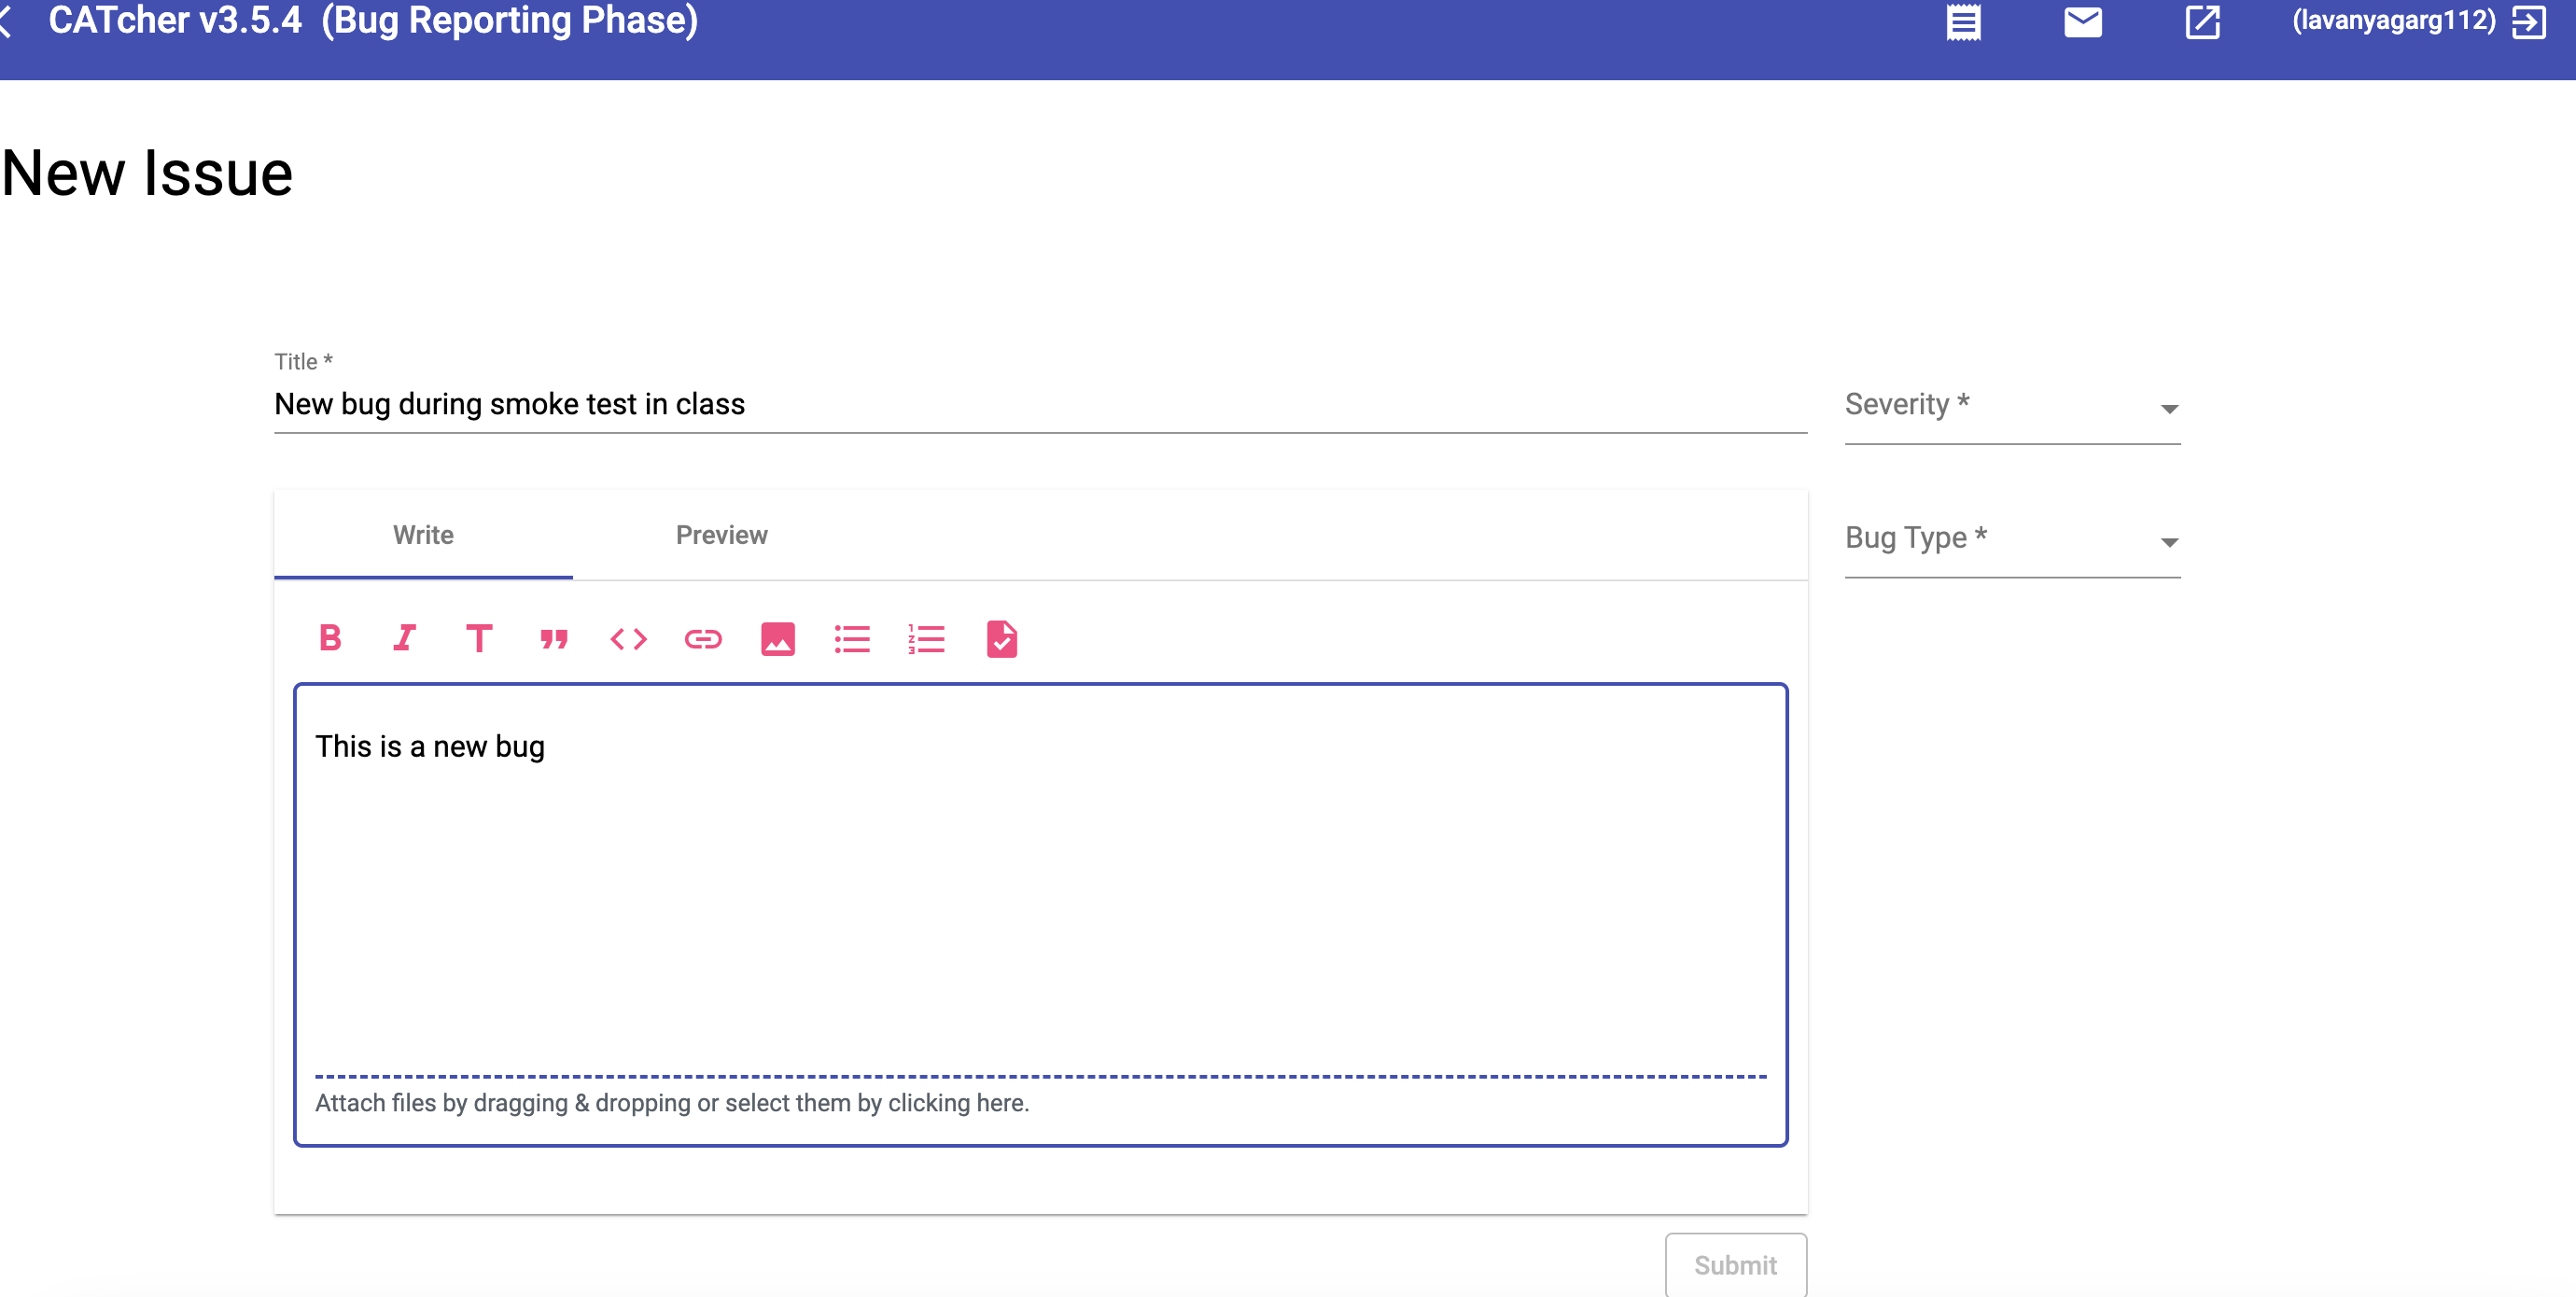 CATcher v3.5.4 (Bug Reporting Phase)
(lavanyagarg112)
New Issue
Title *
New bug during smoke test in class
Severity *
Write
Preview
Bug Type *
This is a new bug
Attach files by dragging & dropping or select them by clicking here.
Submit